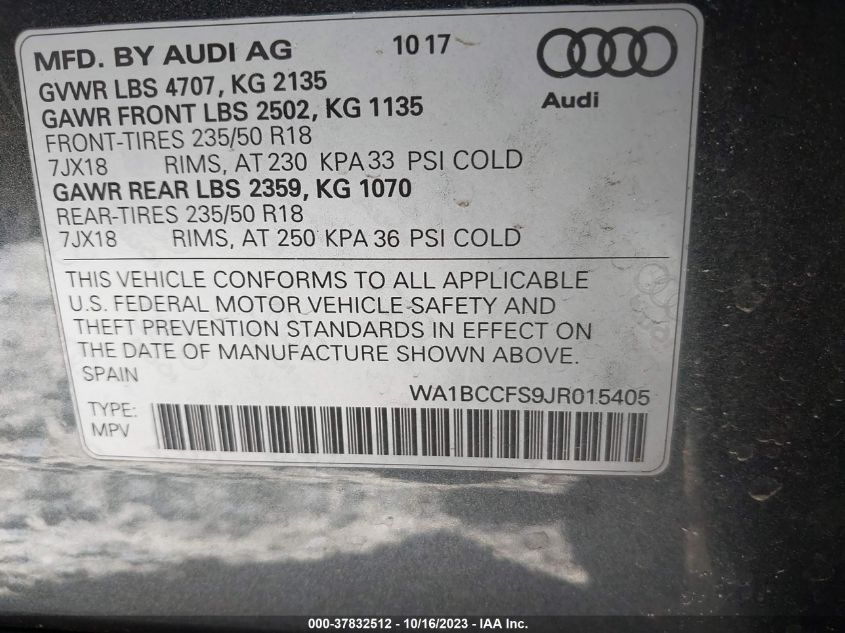 MFD. BY AUDI AG 10 17
Audi
GVWR LBS 4707, KG 2135
GAWR FRONT LBS 2502, KG 1135
FRONT-TIRES 235/50 R18
7JX18 RIMS, AT 230 KPA 33 PSI COLD
GAWR REAR LBS 2359, KG 1070
REAR-TIRES 235/50 R18
7JX18 RIMS, AT 250 KPA 36 PSI COLD
THIS VEHICLE CONFORMS TO ALL APPLICABLE
U.S. FEDERAL MOTOR VEHICLE SAFETY AND
THEFT PREVENTION STANDARDS IN EFFECT ON
THE DATE OF MANUFACTURE SHOWN ABOVE.
SPAIN
WA1BCCFS9JR015405
TYPE:
MPV
000-37832512 - 10/16/2023 - IAA Inc.